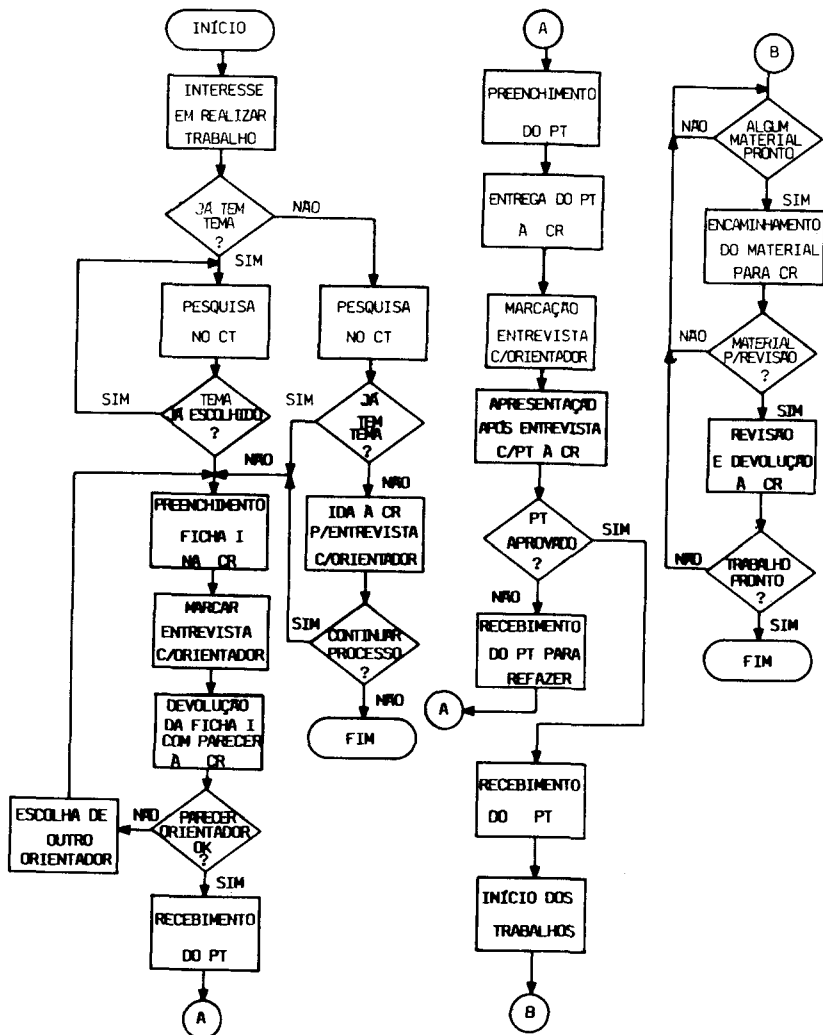 INÍCIO
INTERESSE
EM REALIZAR
TRABALHO
JÁ TEM
TEMA
?
NÃO
SIM
PESQUISA
NO CT
TEMA
JÁ ESCOLHIDO
?
SIM
NÃO
PESQUISA
NO CT
JÁ
TEM
TEMA
?
SIM
NÃO
IDA À CR
P/ENTREVISTA
C/ORIENTADOR
CONTINUAR
PROCESSO
?
SIM
NÃO
FIM
PREENCHIMENTO
FICHA I
NA CR
MARCAR
ENTREVISTA
C/ORIENTADOR
DEVOLUÇÃO
DA FICHA I
COM PARECER
À CR
PARECER
ORIENTADOR
OK
?
NÃO
ESCOLHA DE
OUTRO
ORIENTADOR
SIM
RECEBIMENTO
DO PT
A
A
PREENCHIMENTO
DO PT
ENTREGA DO PT
À CR
MARCAÇÃO
ENTREVISTA
C/ORIENTADOR
APRESENTAÇÃO
APÓS ENTREVISTA
C/PT À CR
PT
APROVADO
?
SIM
NÃO
RECEBIMENTO
DO PT PARA
REFAZER
A
RECEBIMENTO
DO PT
INÍCIO DOS
TRABALHOS
B
B
ALGUM
MATERIAL
PRONTO
NÃO
SIM
ENCAMINHAMENTO
DO MATERIAL
PARA CR
MATERIAL
P/REVISÃO
?
NÃO
SIM
REVISÃO
E DEVOLUÇÃO
À CR
TRABALHO
PRONTO
?
NÃO
SIM
FIM